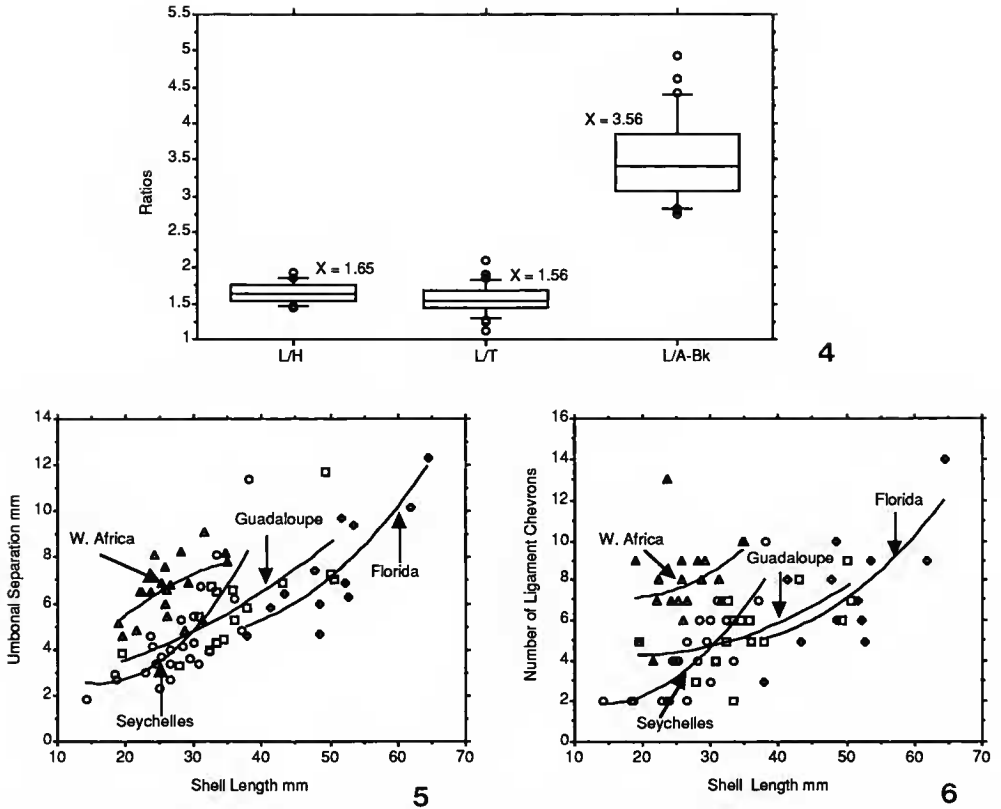 5.5
5
4.5
4
3.5
3
2.5
2
1.5
1
Ratios
X = 3.56
X = 1.65
X = 1.56
L/H
L/T
L/A-Bk
4
14
12
10
8
6
4
2
0
Umbonal Separation mm
W. Africa
Guadaloupe
Florida
Seychelles
10
20
30
40
50
60
70
Shell Length mm
5
16
14
12
10
8
6
4
2
0
Number of Ligament Chevrons
Florida
W. Africa
Guadaloupe
Seychelles
10
20
30
40
50
60
70
Shell Length mm
6